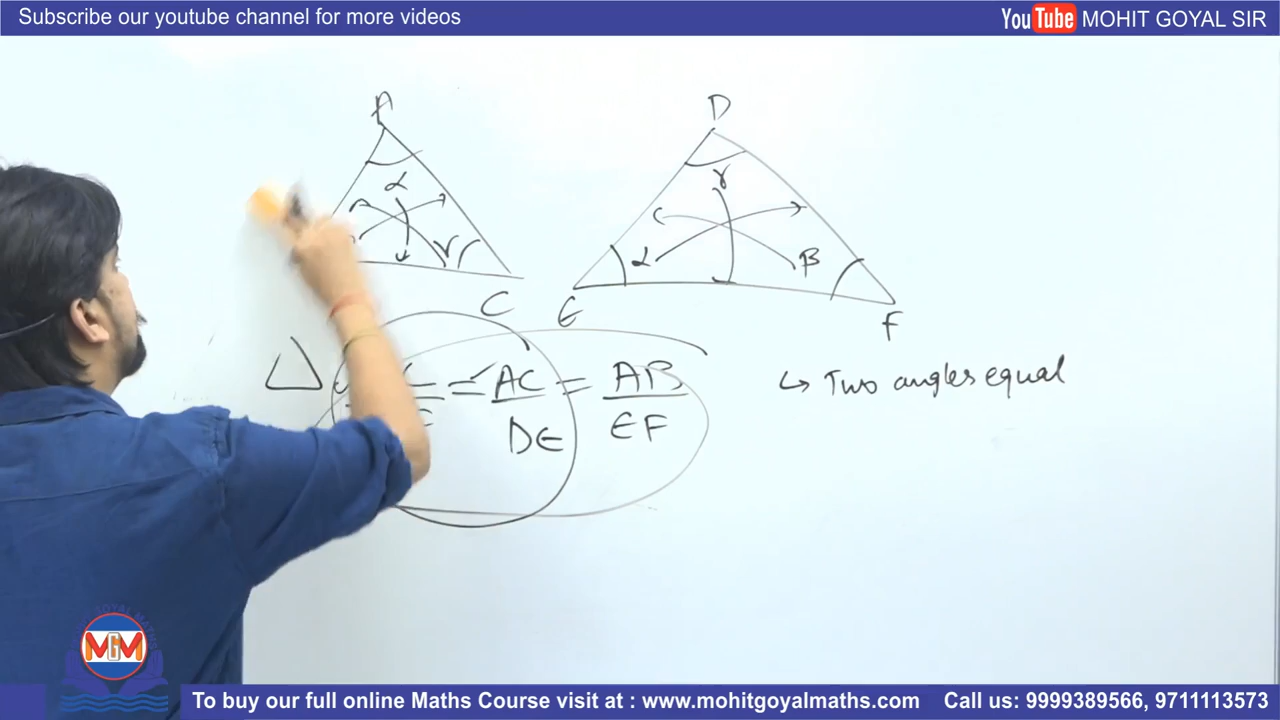 Subscribe our youtube channel for more videos
YouTube MOHIT GOYAL SIR
A
D
α
γ
γ
α
β
C
E
F
△
= AC/DE = AB/EF
↳ Two angles equal
MGM
To buy our full online Maths Course visit at : www.mohitgoyalmaths.com
Call us: 9999389566, 9711113573